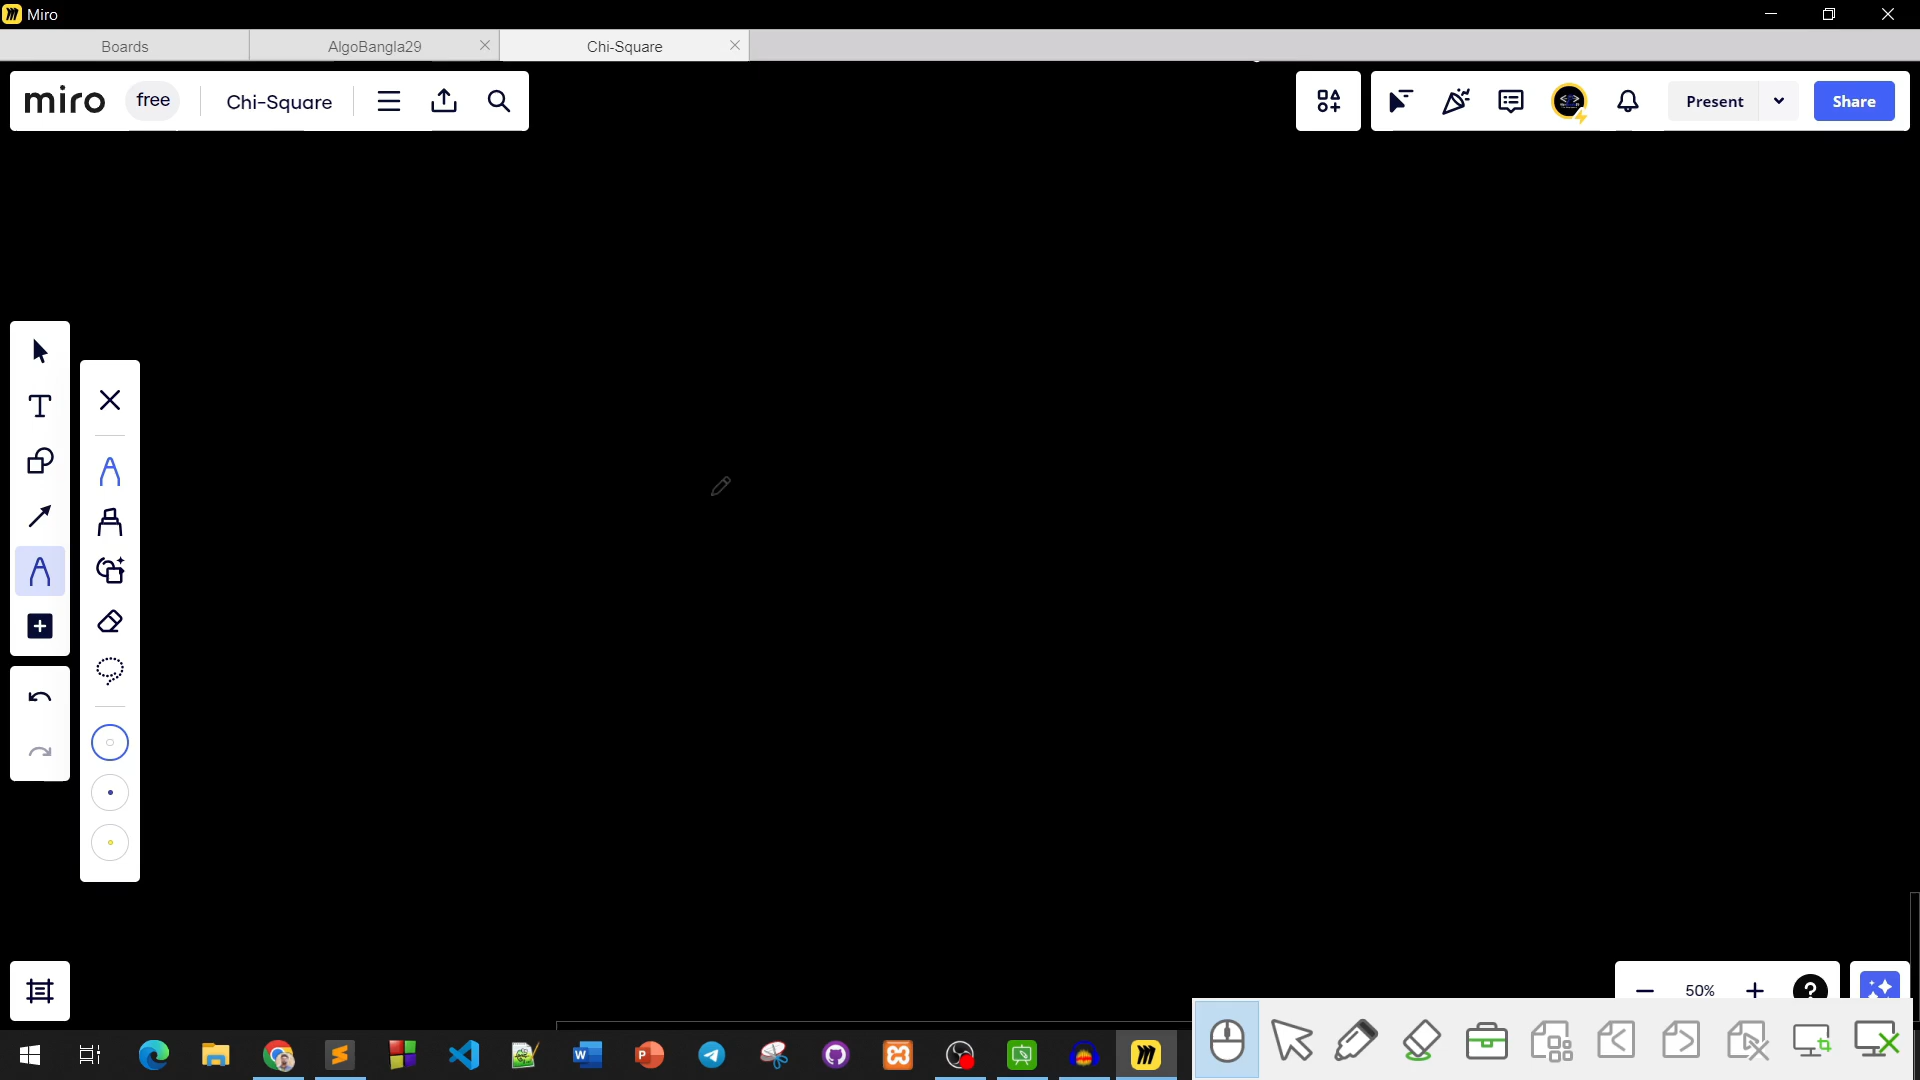 Miro
Boards
AlgoBangla29
Chi-Square
miro
free
Chi-Square
Present
Share
50%